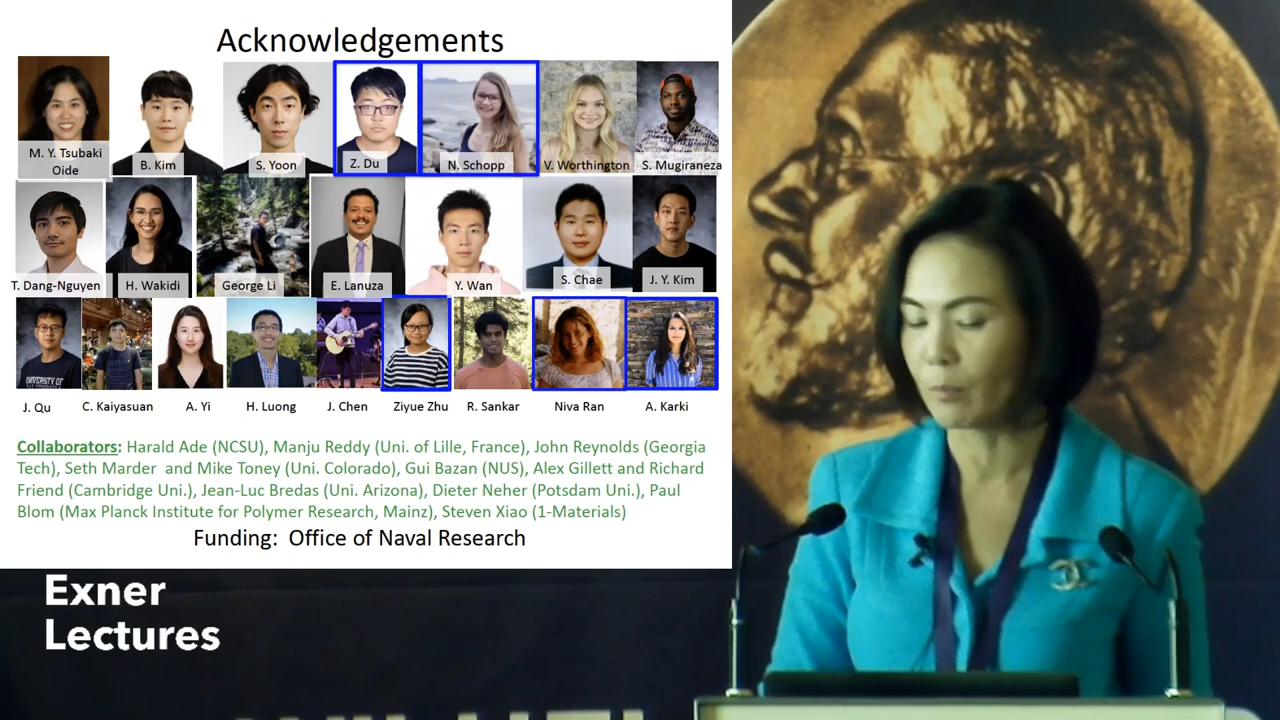 Acknowledgements
M. Y. Tsubaki
Oide
B. Kim
S. Yoon
Z. Du
N. Schopp
V. Worthington
S. Mugiraneza
T. Dang-Nguyen
H. Wakidi
George Li
E. Lanuza
Y. Wan
S. Chae
J. Y. Kim
UNIVERSITY OF
J. Qu
C. Kaiyasuan
A. Yi
H. Luong
J. Chen
Ziyue Zhu
R. Sankar
Niva Ran
A. Karki
Collaborators: Harald Ade (NCSU), Manju Reddy (Uni. of Lille, France), John Reynolds (Georgia
Tech), Seth Marder and Mike Toney (Uni. Colorado), Gui Bazan (NUS), Alex Gillett and Richard
Friend (Cambridge Uni.), Jean-Luc Bredas (Uni. Arizona), Dieter Neher (Potsdam Uni.), Paul
Blom (Max Planck Institute for Polymer Research, Mainz), Steven Xiao (1-Materials)
Funding: Office of Naval Research
Exner
Lectures